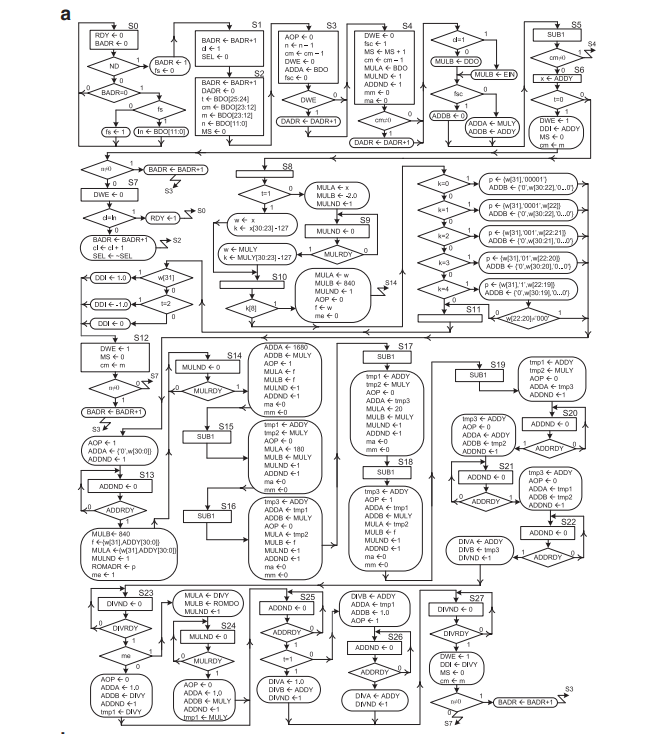 a
S0
RDY ← 0
BADR ← 0
ND
1
0
BADR ← 1
fs ← 0
BADR=0
fs
fs ← 1
ln ← BDO[11:0]
S1
BADR ← BADR+1
cl ← 1
SEL ← 0
S2
BADR ← BADR+1
DADR ← 0
t ← BDO[25:24]
cm ← BDO[23:12]
m ← BDO[23:12]
n ← BDO[11:0]
MS ← 0
S3
AOP ← 0
n ← n − 1
cm ← cm − 1
DWE ← 0
ADDA ← BDO
fsc ← 0
DWE
DADR ← DADR+1
S4
DWE ← 0
fsc ← 1
MS ← MS + 1
cm ← cm − 1
MULA ← BDO
MULND ← 1
ADDND ← 1
mm ← 0
ma ← 0
cm≠0
DADR ← DADR+1
cl=1
MULB ← DDO
MULB ← EIN
fsc
ADDB ← 0
ADDA ← MULY
ADDB ← ADDY
S5
SUB1
cm≠0
S4
S6
x ← ADDY
t=0
DWE ← 1
DDI ← ADDY
MS ← 0
cm ← m
n≠0
BADR ← BADR+1
S3
S7
DWE ← 0
cl=ln
RDY ← 1
S0
BADR ← BADR+1
cl ← cl + 1
SEL ← ~SEL
S2
S8
t=1
MULA ← x
MULB ← -2.0
MULND ← 1
S9
MULND ← 0
MULRDY
w ← x
k ← x[30:23]-127
w ← MULY
k ← MULY[30:23]-127
S10
k[8]
MULA ← w
MULB ← 840
MULND ← 1
AOP ← 0
f ← w
me ← 0
S14
k=0
p ← {w[31],'00001'}
ADDB ← {'0',w[30:22],'0...0'}
k=1
p ← {w[31],'0001',w[22]}
ADDB ← {'0',w[30:22],'0...0'}
k=2
p ← {w[31],'001',w[22:21]}
ADDB ← {'0',w[30:21],'0...0'}
k=3
p ← {w[31],'01',w[22:20]}
ADDB ← {'0',w[30:20],'0...0'}
k=4
p ← {w[31],'1',w[22:19]}
ADDB ← {'0',w[30:19],'0...0'}
S11
w[22:20]≠'000'
DDI ← 1.0
w[31]
DDI ← -1.0
t=2
DDI ← 0
S12
DWE ← 1
MS ← 0
cm ← m
n≠0
S7
BADR ← BADR+1
S3
AOP ← 1
ADDA ← {'0',w[30:0]}
ADDND ← 1
S13
ADDND ← 0
ADDRDY
MULB← 840
f ←{w[31],ADDY[30:0]}
MULA ←{w[31],ADDY[30:0]}
MULND ← 1
ROMADR ← p
me ← 1
S14
MULND ← 0
MULRDY
ADDA ← 1680
ADDB ← MULY
AOP ← 1
MULA ← f
MULB ← f
MULND ← 1
ADDND ← 1
ma ← 0
mm ← 0
S15
SUB1
tmp1 ← ADDY
tmp2 ← MULY
AOP ← 0
MULA ← 180
MULB ← MULY
MULND ← 1
ADDND ← 1
ma ← 0
mm ← 0
S16
SUB1
tmp3 ← ADDY
ADDA ← tmp1
ADDB ← MULY
AOP ← 0
MULA ← tmp2
MULB ← f
MULND ← 1
ADDND ← 1
ma ← 0
mm ← 0
S17
SUB1
tmp1 ← ADDY
tmp2 ← MULY
AOP ← 0
ADDA ← tmp3
MULA ← 20
MULB ← MULY
MULND ← 1
ADDND ← 1
ma ← 0
mm ← 0
S18
SUB1
tmp3 ← ADDY
AOP ← 1
ADDA ← tmp1
ADDB ← MULY
MULA ← tmp2
MULB ← f
MULND ← 1
ADDND ← 1
ma ← 0
mm ← 0
S19
SUB1
tmp1 ← ADDY
tmp2 ← MULY
AOP ← 0
ADDA ← tmp3
ADDND ← 1
S20
ADDND ← 0
ADDRDY
tmp3 ← ADDY
AOP ← 0
ADDA ← ADDY
ADDB ← tmp2
ADDND ← 1
S21
ADDND ← 0
ADDRDY
tmp3 ← ADDY
AOP ← 0
ADDA ← tmp1
ADDB ← tmp2
ADDND ← 1
S22
ADDND ← 0
ADDRDY
DIVA ← ADDY
DIVB ← tmp3
DIVND ← 1
S23
DIVND ← 0
DIVRDY
me
AOP ← 0
ADDA ← 1.0
ADDB ← DIVY
ADDND ← 1
tmp1 ← DIVY
MULA ← DIVY
MULB ← ROMDO
MULND ← 1
S24
MULND ← 0
MULRDY
AOP ← 0
ADDA ← 1.0
ADDB ← MULY
ADDND ← 1
tmp1 ← MULY
S25
ADDND ← 0
ADDRDY
t=1
DIVA ← 1.0
DIVB ← ADDY
DIVND ← 1
DIVB ← ADDY
ADDA ← tmp1
ADDB ← 1.0
AOP ← 1
S26
ADDND ← 0
ADDRDY
DIVA ← ADDY
DIVND ← 1
S27
DIVND ← 0
DIVRDY
DWE ← 1
DDI ← DIVY
MS ← 0
cm ← m
n≠0
BADR ← BADR+1
S3
S7